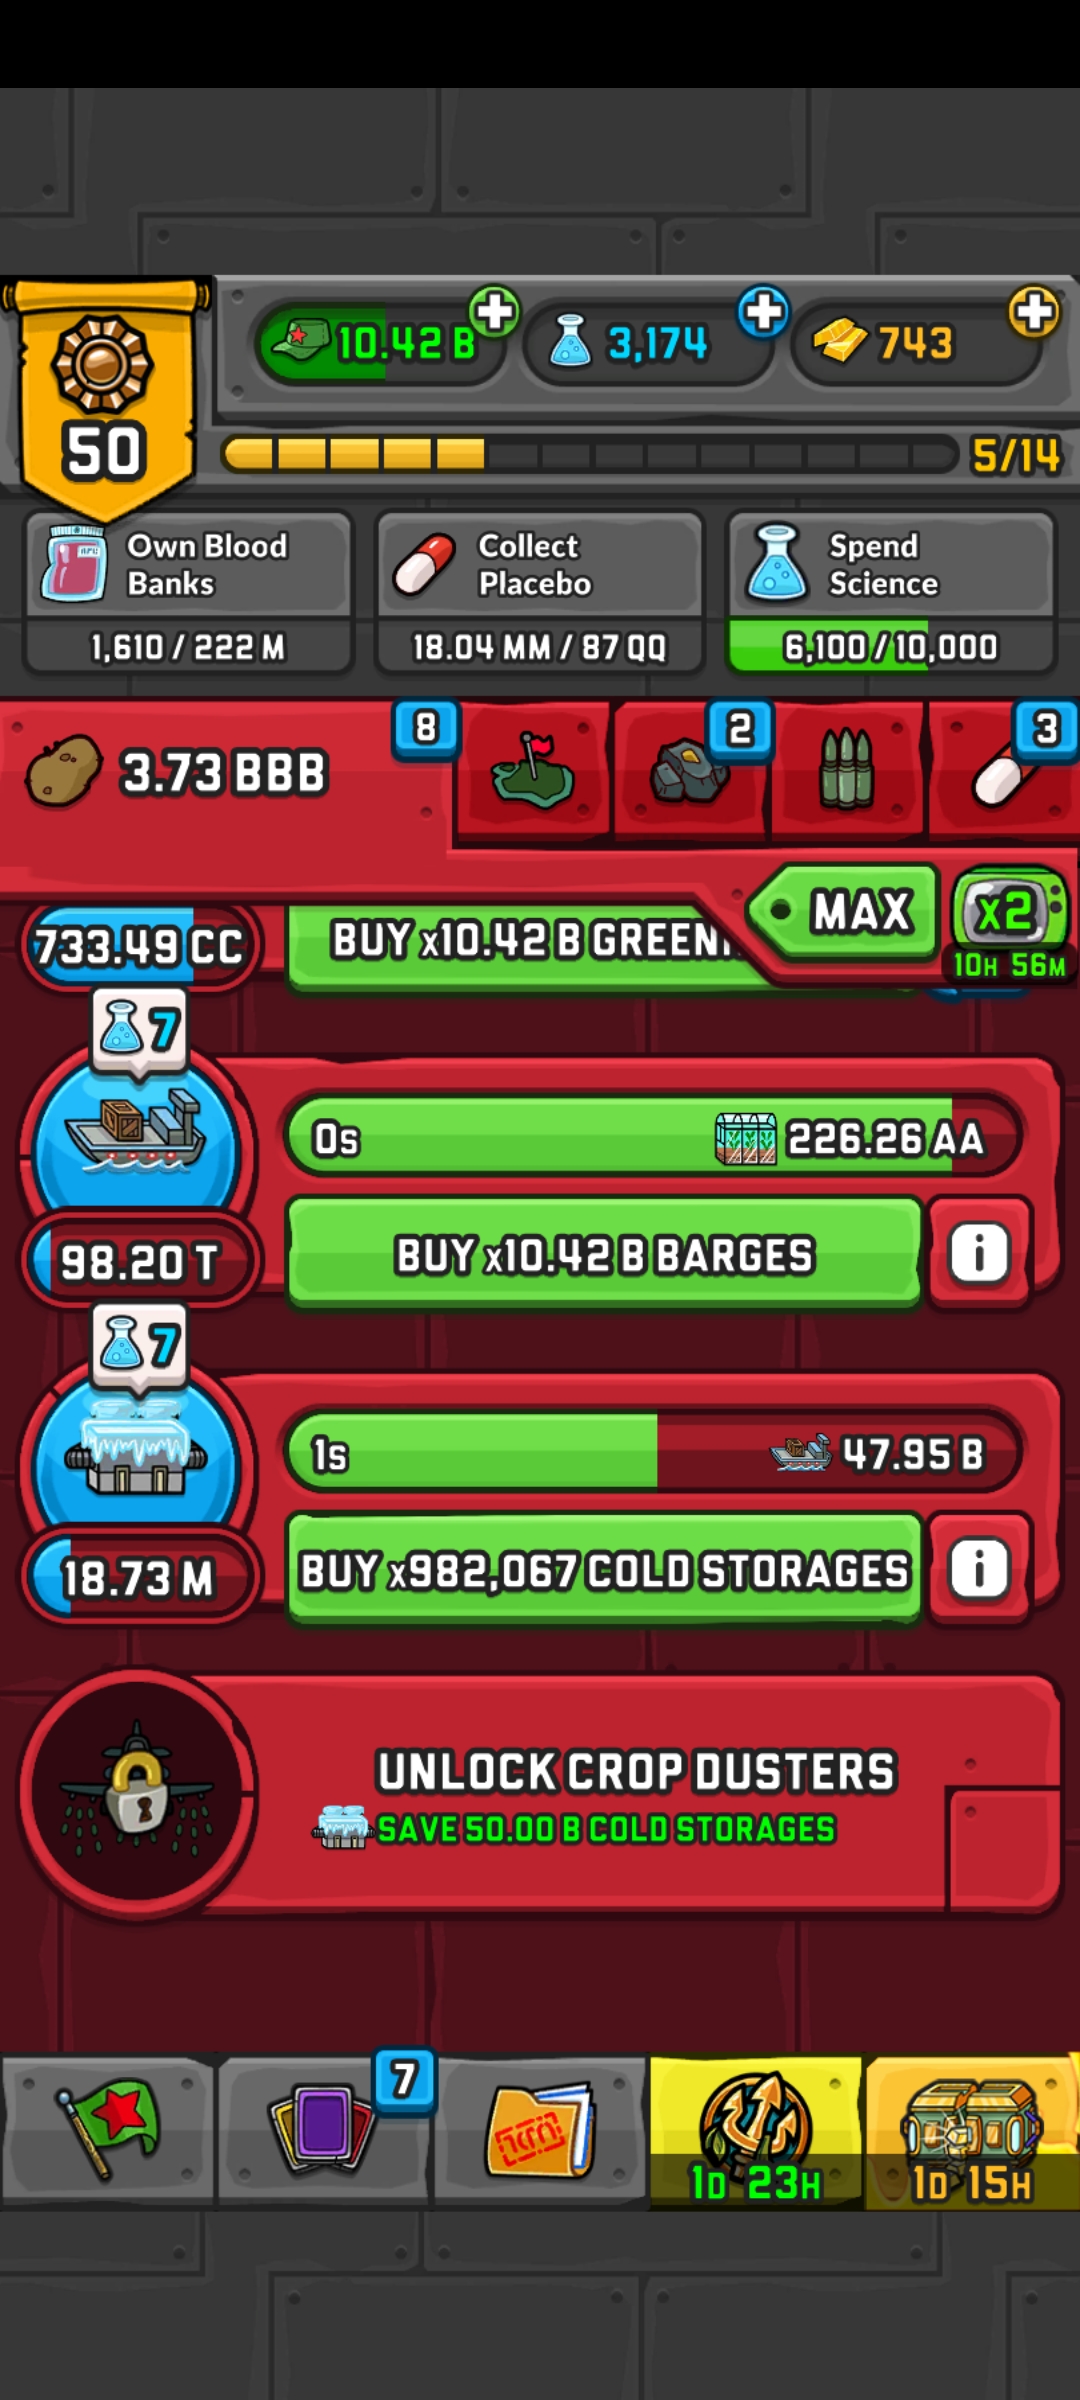 10.42 B
3,174
743
50
5/14
Own Blood
Banks
Collect
Placebo
Spend
Science
1,610 / 222 M
18.04 MM / 87 QQ
6,100 / 10,000
3.73 BBB
8
2
3
MAX
x2
10H 56M
733.49 CC
BUY x10.42 B
7
0s
226.26 AA
98.20 T
BUY x10.42 B BARGES
i
7
1s
47.95 B
18.73 M
BUY x982,067 COLD STORAGES
i
UNLOCK CROP DUSTERS
SAVE 50.00 B COLD STORAGES
7
1D 23H
1D 15H